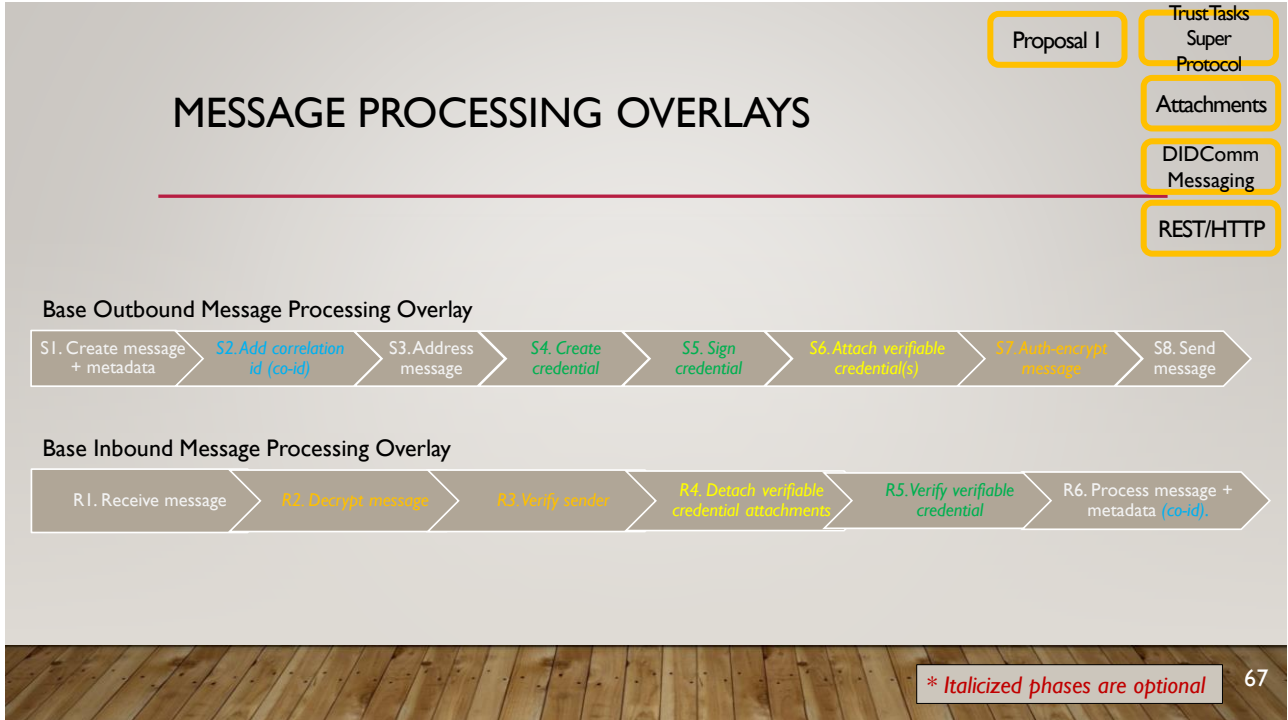 Proposal 1
TrustTasks
Super
Protocol
Attachments
DIDComm
Messaging
REST/HTTP
MESSAGE PROCESSING OVERLAYS
Base Outbound Message Processing Overlay
S1. Create message
+ metadata
S2. Add correlation
id (co-id)
S3. Address
message
S4. Create
credential
S5. Sign
credential
S6. Attach verifiable
credential(s)
S7. Auth-encrypt
message
S8. Send
message
Base Inbound Message Processing Overlay
R1. Receive message
R2. Decrypt message
R3. Verify sender
R4. Detach verifiable
credential attachments
R5. Verify verifiable
credential
R6. Process message +
metadata (co-id).
* Italicized phases are optional
67